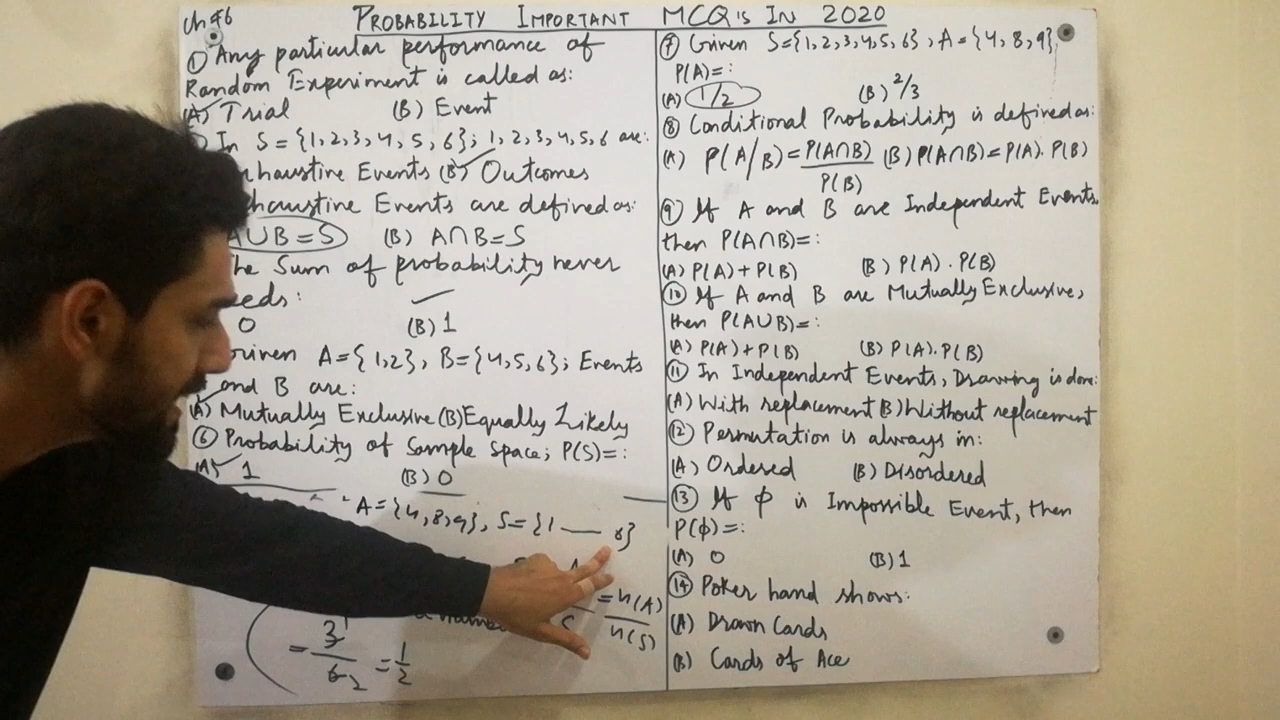 Ch #6
PROBABILITY IMPORTANT MCQ's IN 2020
① Any particular performance of
Random Experiment is called as:
(A) Trial (B) Event
In S = {1, 2, 3, 4, 5, 6}; 1, 2, 3, 4, 5, 6 are:
haustive Events (B) Outcomes
haustive Events are defined as:
A∪B = S (B) A∩B = S
he Sum of probability never
eeds:
0 (B) 1
Given A = {1,2}, B = {4,5,6}; Events
and B are:
(A) Mutually Exclusive (B) Equally Likely
⑥ Probability of Sample Space; P(S) =:
(A) 1 (B) 0
A = {4,8,9}, S = {1 — 8}
= n(A)
n(S)
= 3 1
6 2
= 1/2
⑦ Given S = {1,2,3,4,5,6}, A = {4, 8, 9}
P(A) =:
(A) 1/2 (B) 2/3
⑧ Conditional Probability is defined as:
(A) P(A/B) = P(A∩B) (B) P(A∩B) = P(A). P(B)
P(B)
⑨ If A and B are Independent Events,
then P(A∩B) =:
(A) P(A) + P(B) (B) P(A) . P(B)
⑩ If A and B are Mutually Exclusive,
then P(A∪B) =:
(A) P(A) + P(B) (B) P(A). P(B)
⑪ In Independent Events, Drawing is done:
(A) With replacement (B) Without replacement
⑫ Permutation is always in:
(A) Ordered (B) Disordered
⑬ If ϕ is Impossible Event, then
P(ϕ) =:
(A) 0 (B) 1
⑭ Poker hand shows:
(A) Drawn Cards
(B) Cards of Ace